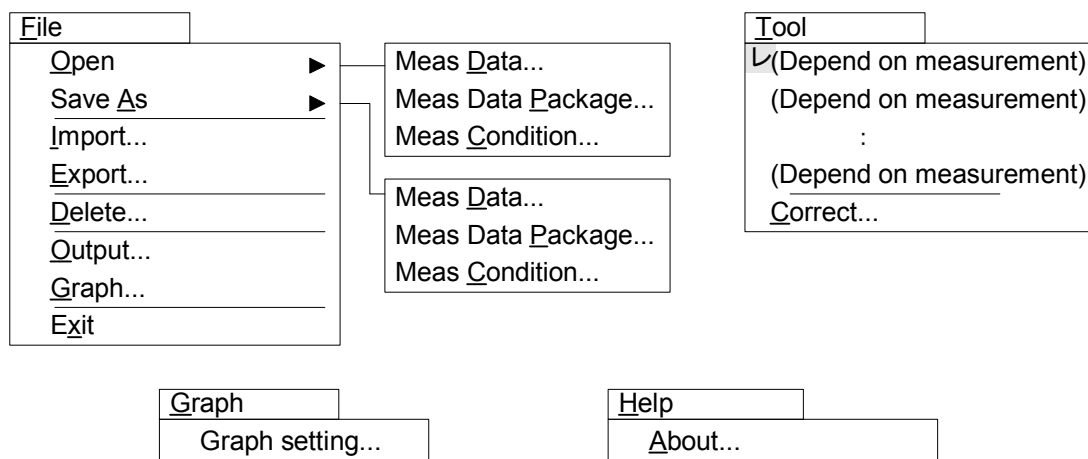 File
Open
Save As
Import...
Export...
Delete...
Output...
Graph...
Exit
Meas Data...
Meas Data Package...
Meas Condition...
Meas Data...
Meas Data Package...
Meas Condition...
Tool
(Depend on measurement)
(Depend on measurement)
:
(Depend on measurement)
Correct...
Graph
Graph setting...
Help
About...